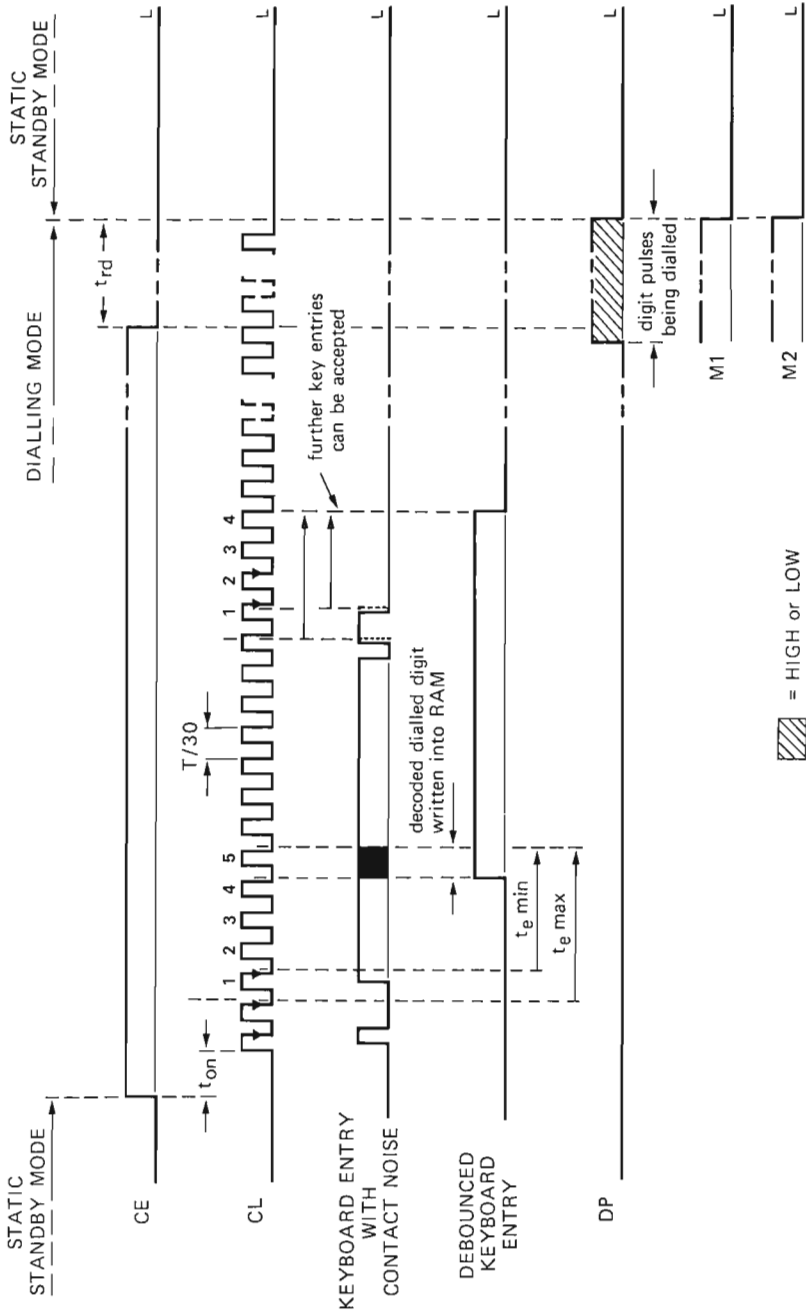 STATIC
STANDBY MODE
DIALLING MODE
STATIC
STANDBY MODE
CE
t_rd
L
CL
t_on
1
2
3
4
5
T/30
1
2
3
4
L
further key entries
can be accepted
KEYBOARD ENTRY
WITH
CONTACT NOISE
L
decoded dialled digit
written into RAM
DEBOUNCED
KEYBOARD
ENTRY
L
t_e min
t_e max
DP
L
digit pulses
being dialled
M1
L
M2
L
= HIGH or LOW